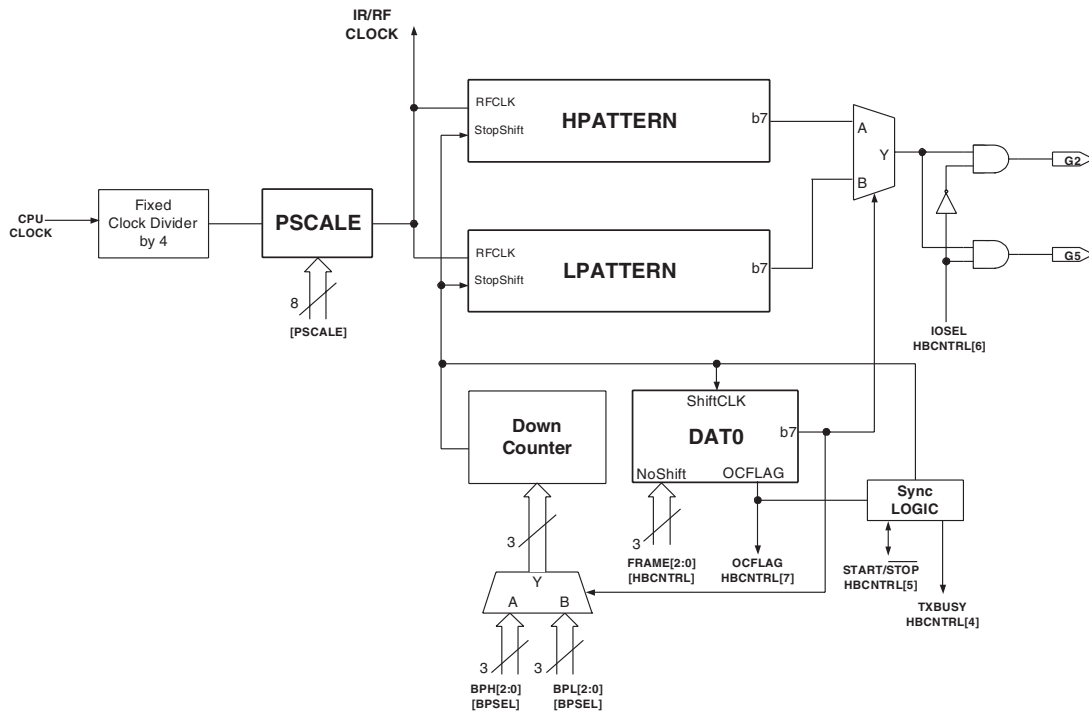 IR/RF
CLOCK
RFCLK
StopShift
HPATTERN
b7
A
B
Y
G2
G5
CPU
CLOCK
Fixed
Clock Divider
by 4
PSCALE
8
[PSCALE]
RFCLK
StopShift
LPATTERN
b7
IOSEL
HBCNTRL[6]
Down
Counter
ShiftCLK
DAT0
b7
NoShift
OCFLAG
Sync
LOGIC
3
3
FRAME[2:0]
[HBCNTRL]
OCFLAG
HBCNTRL[7]
START/STOP
HBCNTRL[5]
TXBUSY
HBCNTRL[4]
Y
A
B
3
3
BPH[2:0]
[BPSEL]
BPL[2:0]
[BPSEL]